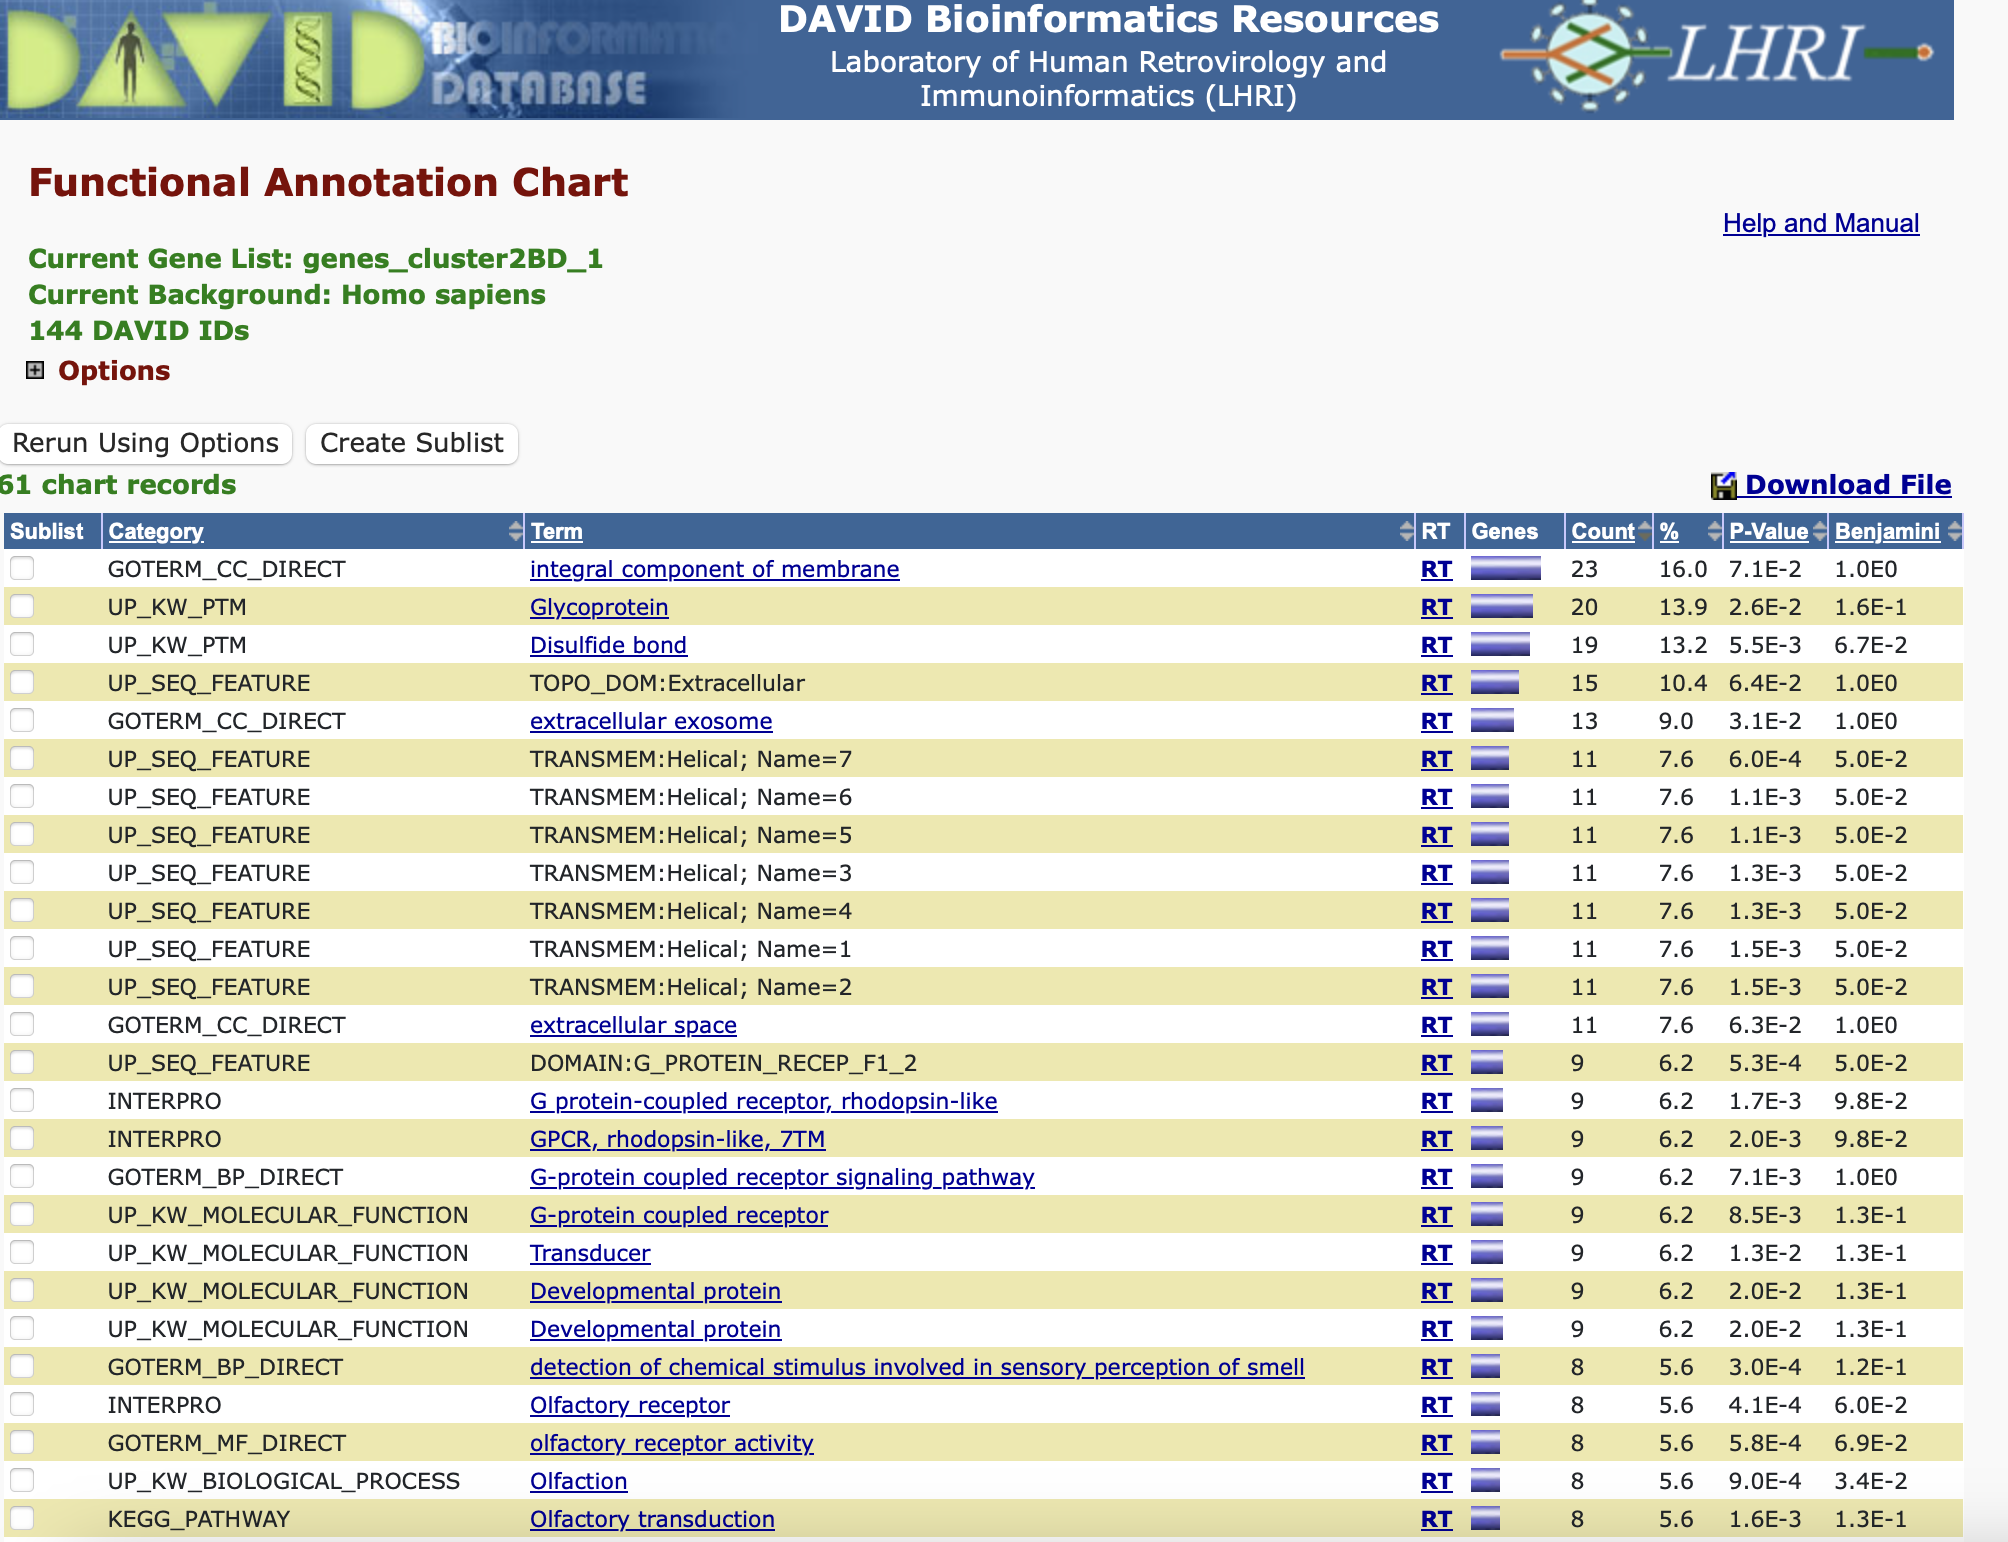 DAVID BIOINFORMATICS DATABASE
DAVID Bioinformatics Resources
Laboratory of Human Retrovirology and
Immunoinformatics (LHRI)
LHRI
Functional Annotation Chart
Help and Manual
Current Gene List: genes_cluster2BD_1
Current Background: Homo sapiens
144 DAVID IDs
Options
Rerun Using Options Create Sublist
61 chart records Download File
Sublist Category Term RT Genes Count % P-Value Benjamini
GOTERM_CC_DIRECT integral component of membrane RT 23 16.0 7.1E-2 1.0E0
UP_KW_PTM Glycoprotein RT 20 13.9 2.6E-2 1.6E-1
UP_KW_PTM Disulfide bond RT 19 13.2 5.5E-3 6.7E-2
UP_SEQ_FEATURE TOPO_DOM:Extracellular RT 15 10.4 6.4E-2 1.0E0
GOTERM_CC_DIRECT extracellular exosome RT 13 9.0 3.1E-2 1.0E0
UP_SEQ_FEATURE TRANSMEM:Helical; Name=7 RT 11 7.6 6.0E-4 5.0E-2
UP_SEQ_FEATURE TRANSMEM:Helical; Name=6 RT 11 7.6 1.1E-3 5.0E-2
UP_SEQ_FEATURE TRANSMEM:Helical; Name=5 RT 11 7.6 1.1E-3 5.0E-2
UP_SEQ_FEATURE TRANSMEM:Helical; Name=3 RT 11 7.6 1.3E-3 5.0E-2
UP_SEQ_FEATURE TRANSMEM:Helical; Name=4 RT 11 7.6 1.3E-3 5.0E-2
UP_SEQ_FEATURE TRANSMEM:Helical; Name=1 RT 11 7.6 1.5E-3 5.0E-2
UP_SEQ_FEATURE TRANSMEM:Helical; Name=2 RT 11 7.6 1.5E-3 5.0E-2
GOTERM_CC_DIRECT extracellular space RT 11 7.6 6.3E-2 1.0E0
UP_SEQ_FEATURE DOMAIN:G_PROTEIN_RECEP_F1_2 RT 9 6.2 5.3E-4 5.0E-2
INTERPRO G protein-coupled receptor, rhodopsin-like RT 9 6.2 1.7E-3 9.8E-2
INTERPRO GPCR, rhodopsin-like, 7TM RT 9 6.2 2.0E-3 9.8E-2
GOTERM_BP_DIRECT G-protein coupled receptor signaling pathway RT 9 6.2 7.1E-3 1.0E0
UP_KW_MOLECULAR_FUNCTION G-protein coupled receptor RT 9 6.2 8.5E-3 1.3E-1
UP_KW_MOLECULAR_FUNCTION Transducer RT 9 6.2 1.3E-2 1.3E-1
UP_KW_MOLECULAR_FUNCTION Developmental protein RT 9 6.2 2.0E-2 1.3E-1
UP_KW_MOLECULAR_FUNCTION Developmental protein RT 9 6.2 2.0E-2 1.3E-1
GOTERM_BP_DIRECT detection of chemical stimulus involved in sensory perception of smell RT 8 5.6 3.0E-4 1.2E-1
INTERPRO Olfactory receptor RT 8 5.6 4.1E-4 6.0E-2
GOTERM_MF_DIRECT olfactory receptor activity RT 8 5.6 5.8E-4 6.9E-2
UP_KW_BIOLOGICAL_PROCESS Olfaction RT 8 5.6 9.0E-4 3.4E-2
KEGG_PATHWAY Olfactory transduction RT 8 5.6 1.6E-3 1.3E-1